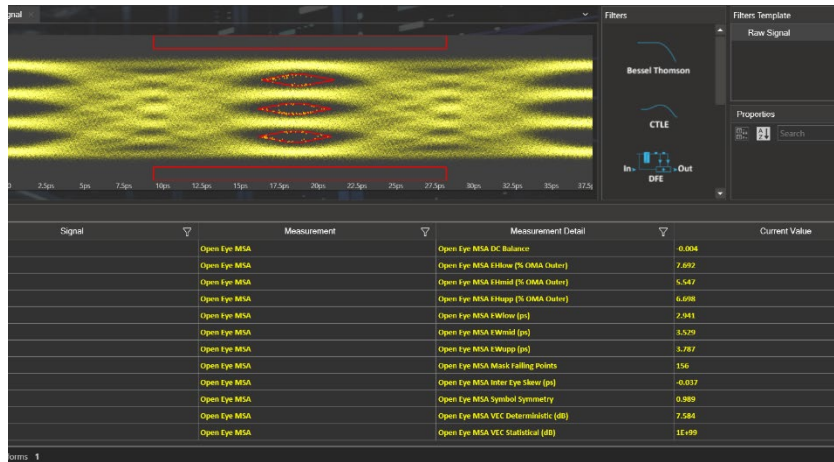 gnal
Filters
Filters Template
Raw Signal
Bessel Thomson
CTLE
In Out
DFE
Properties
Search
2.5ps 5ps 7.5ps 10ps 12.5ps 15ps 17.5ps 20ps 22.5ps 25ps 27.5ps 30ps 32.5ps 35ps 37.5
Signal Measurement Measurement Detail Current Value
Open Eye MSA Open Eye MSA DC Balance -0.004
Open Eye MSA Open Eye MSA EHlow (% OMA Outer) 7.692
Open Eye MSA Open Eye MSA EHmid (% OMA Outer) 5.547
Open Eye MSA Open Eye MSA EHupp (% OMA Outer) 6.698
Open Eye MSA Open Eye MSA EWlow (ps) 2.941
Open Eye MSA Open Eye MSA EWmid (ps) 3.529
Open Eye MSA Open Eye MSA EWupp (ps) 3.787
Open Eye MSA Open Eye MSA Mask Failing Points 156
Open Eye MSA Open Eye MSA Inter Eye Skew (ps) -0.037
Open Eye MSA Open Eye MSA Symbol Symmetry 0.989
Open Eye MSA Open Eye MSA VEC Deterministic (dB) 7.584
Open Eye MSA Open Eye MSA VEC Statistical (dB) 1E+99
forms 1